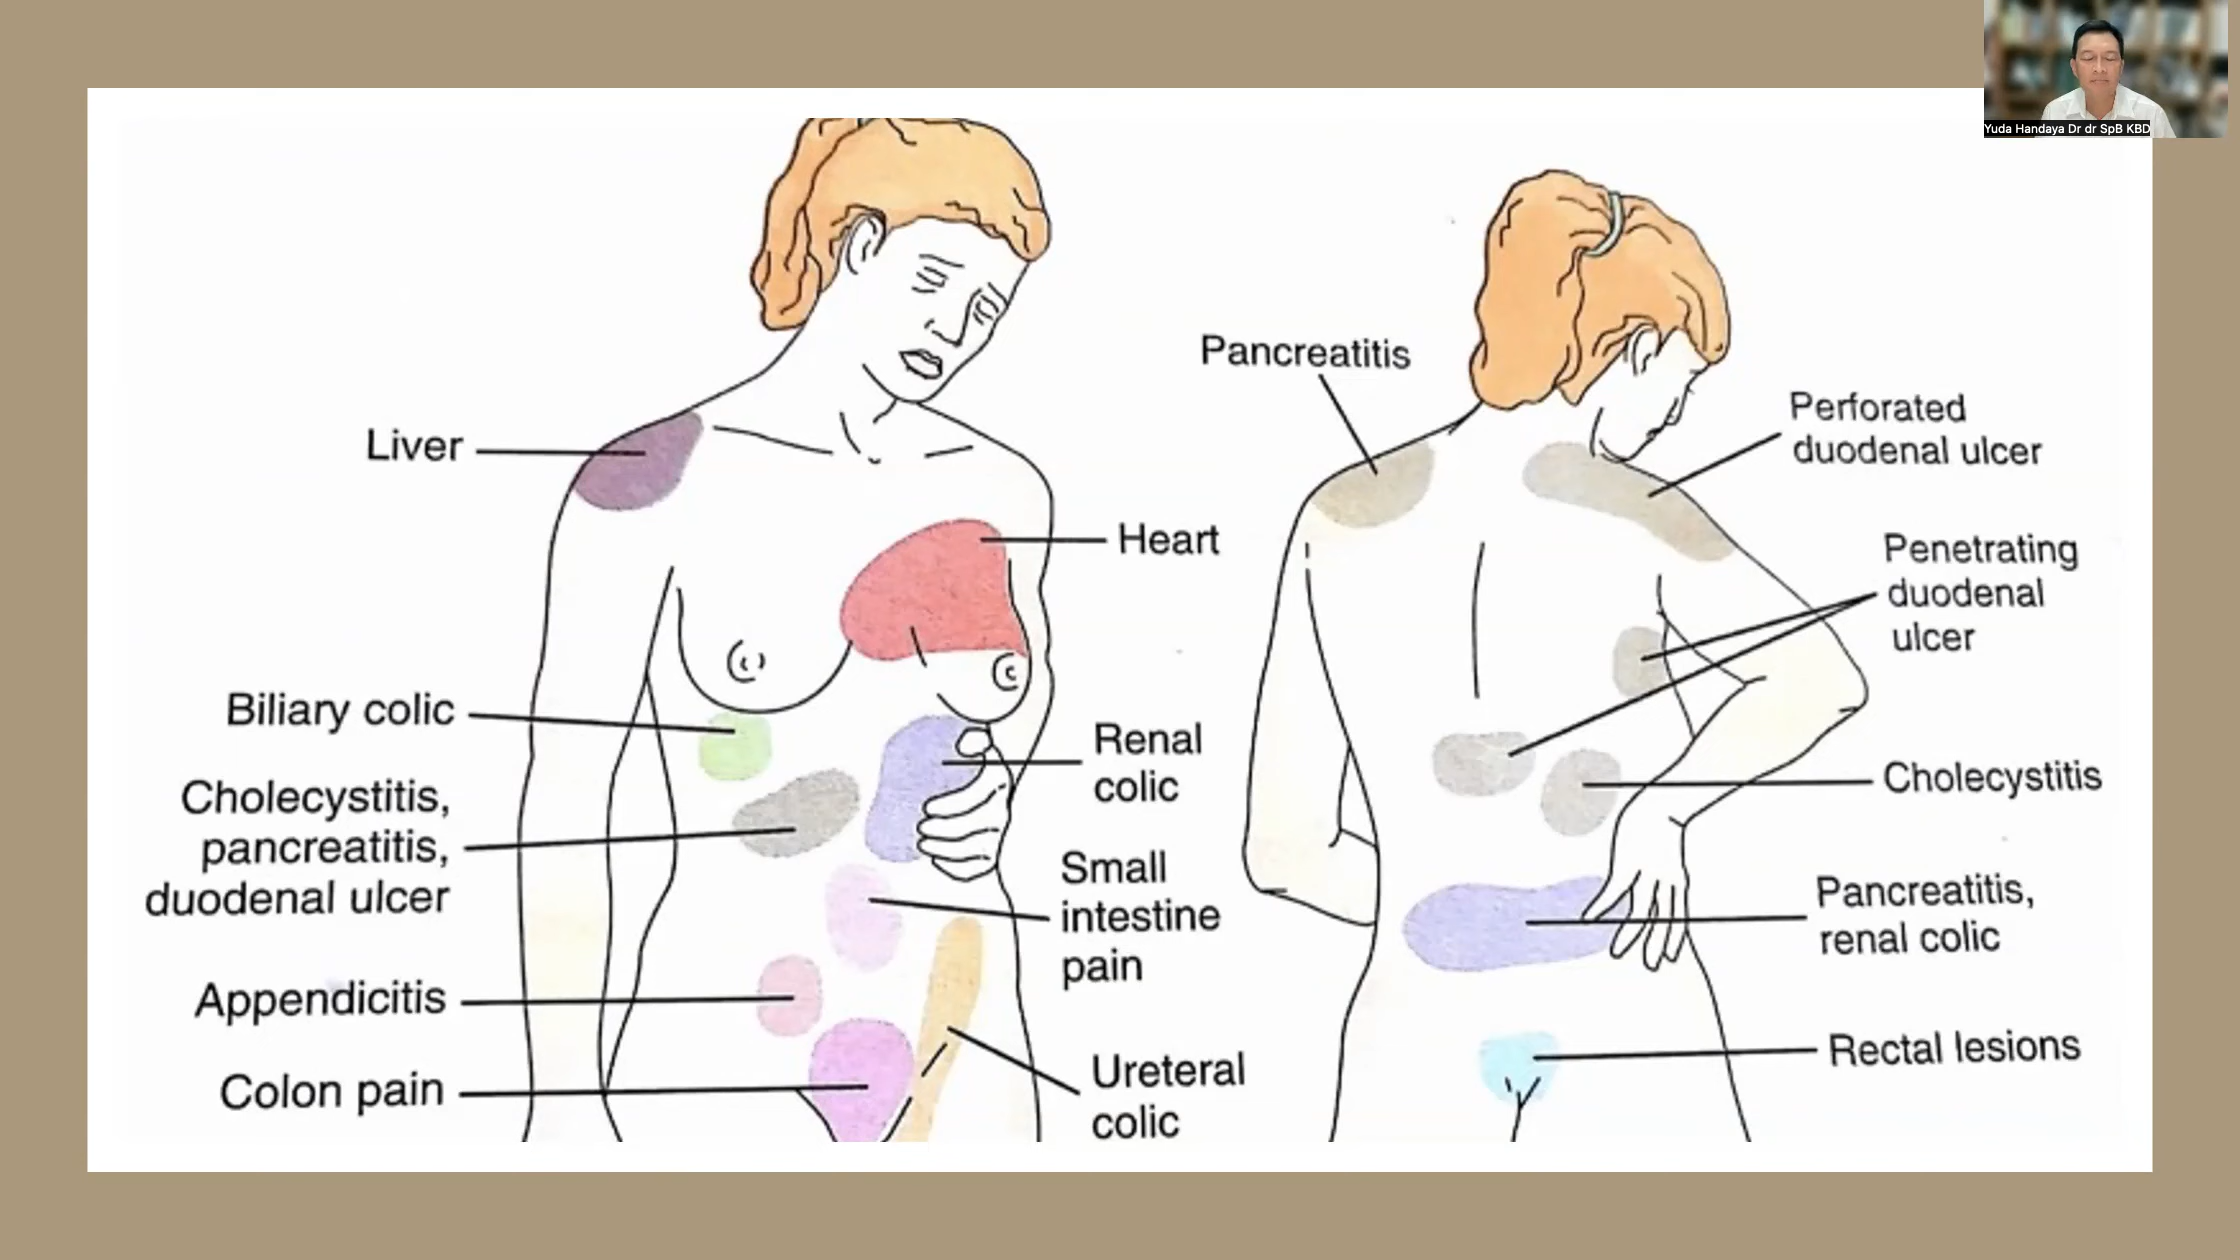 Yuda Handaya Dr dr SpB KBD
Liver
Heart
Biliary colic
Cholecystitis,
pancreatitis,
duodenal ulcer
Renal
colic
Small
intestine
pain
Appendicitis
Colon pain
Ureteral
colic
Pancreatitis
Perforated
duodenal ulcer
Penetrating
duodenal
ulcer
Cholecystitis
Pancreatitis,
renal colic
Rectal lesions